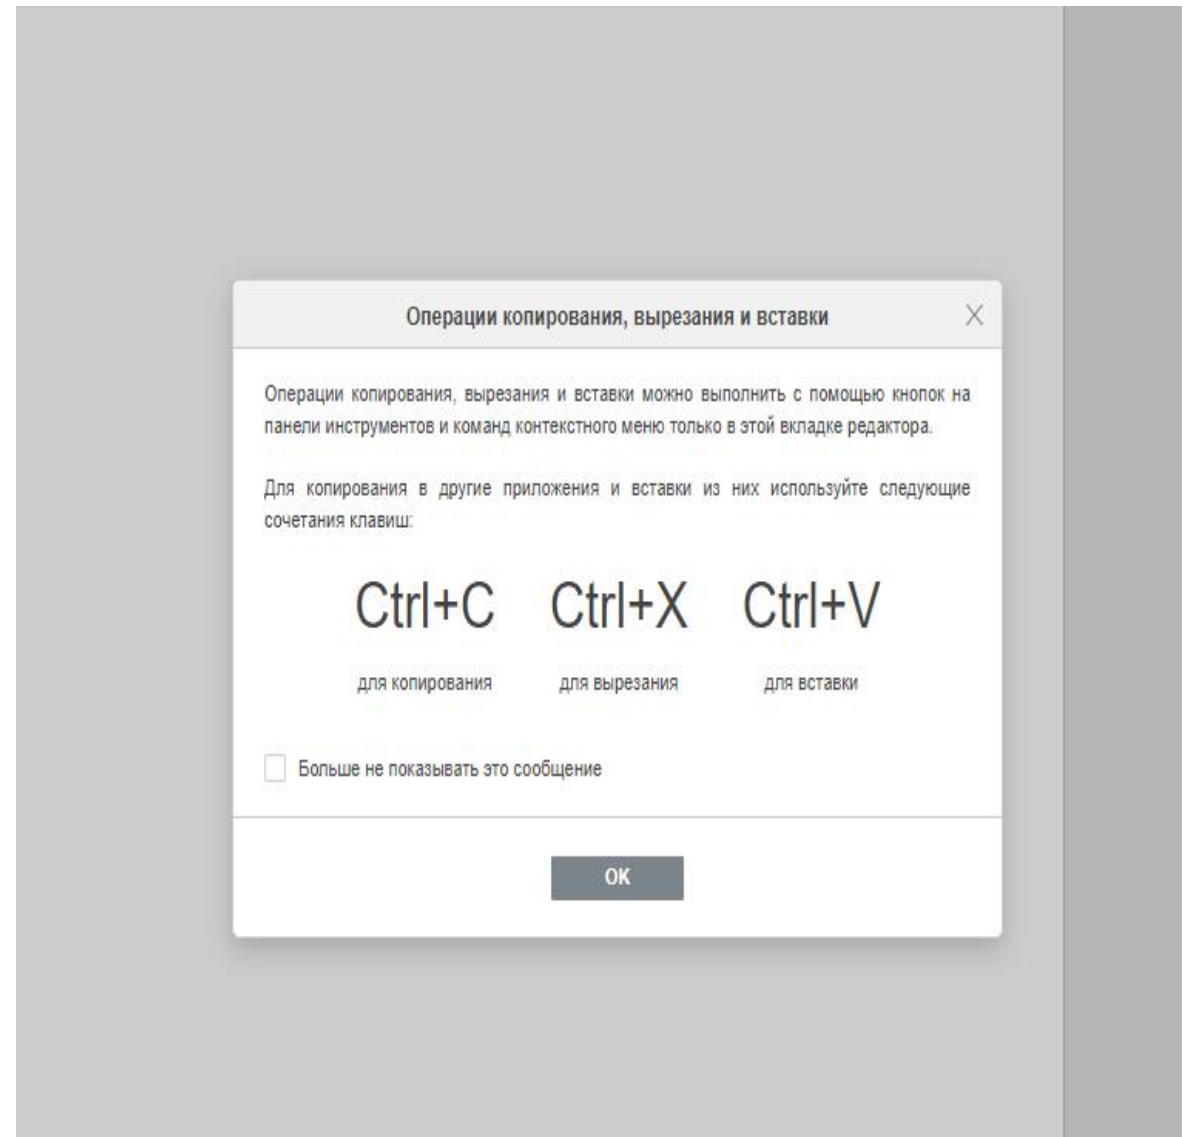 Операции копирования, вырезания и вставки
Операции копирования, вырезания и вставки можно выполнить с помощью кнопок на
панели инструментов и команд контекстного меню только в этой вкладке редактора.
Для копирования в другие приложения и вставки из них используйте следующие
сочетания клавиш:
Ctrl+C Ctrl+X Ctrl+V
для копирования для вырезания для вставки
Больше не показывать это сообщение
OK